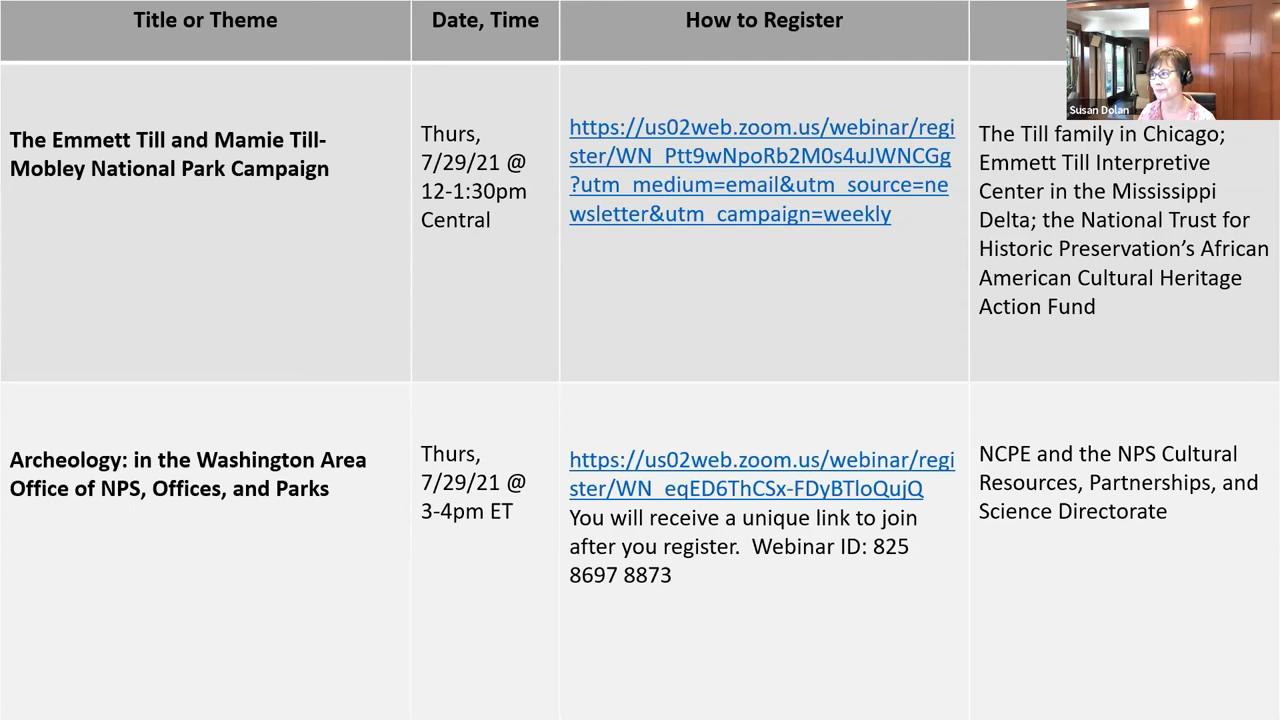 Title or Theme
Date, Time
How to Register
Susan Dolan
The Emmett Till and Mamie Till-
Mobley National Park Campaign
Thurs,
7/29/21 @
12-1:30pm
Central
https://us02web.zoom.us/webinar/regi
ster/WN_Ptt9wNpoRb2M0s4uJWNCGg
?utm_medium=email&utm_source=ne
wsletter&utm_campaign=weekly
The Till family in Chicago;
Emmett Till Interpretive
Center in the Mississippi
Delta; the National Trust for
Historic Preservation’s African
American Cultural Heritage
Action Fund
Archeology: in the Washington Area
Office of NPS, Offices, and Parks
Thurs,
7/29/21 @
3-4pm ET
https://us02web.zoom.us/webinar/regi
ster/WN_eqED6ThCSx-FDyBTloQujQ
You will receive a unique link to join
after you register.  Webinar ID: 825
8697 8873
NCPE and the NPS Cultural
Resources, Partnerships, and
Science Directorate